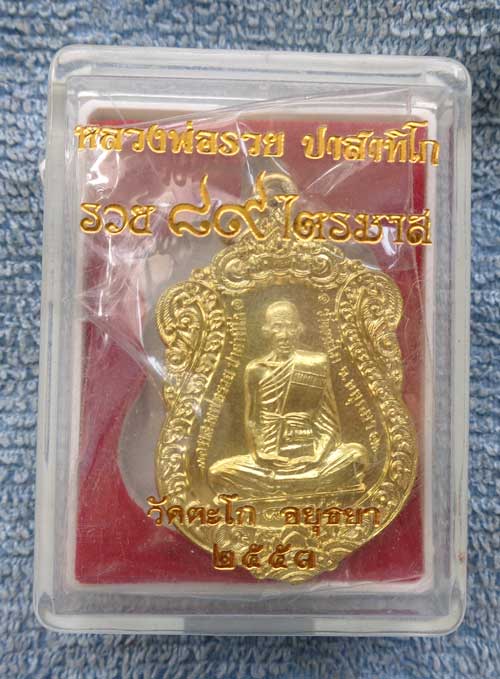 หลวงพ่อรวย ปาสาทิโก
รวย ๘๙ ไตรมาส
วัดตะโก อยุธยา
๒๕๕๓